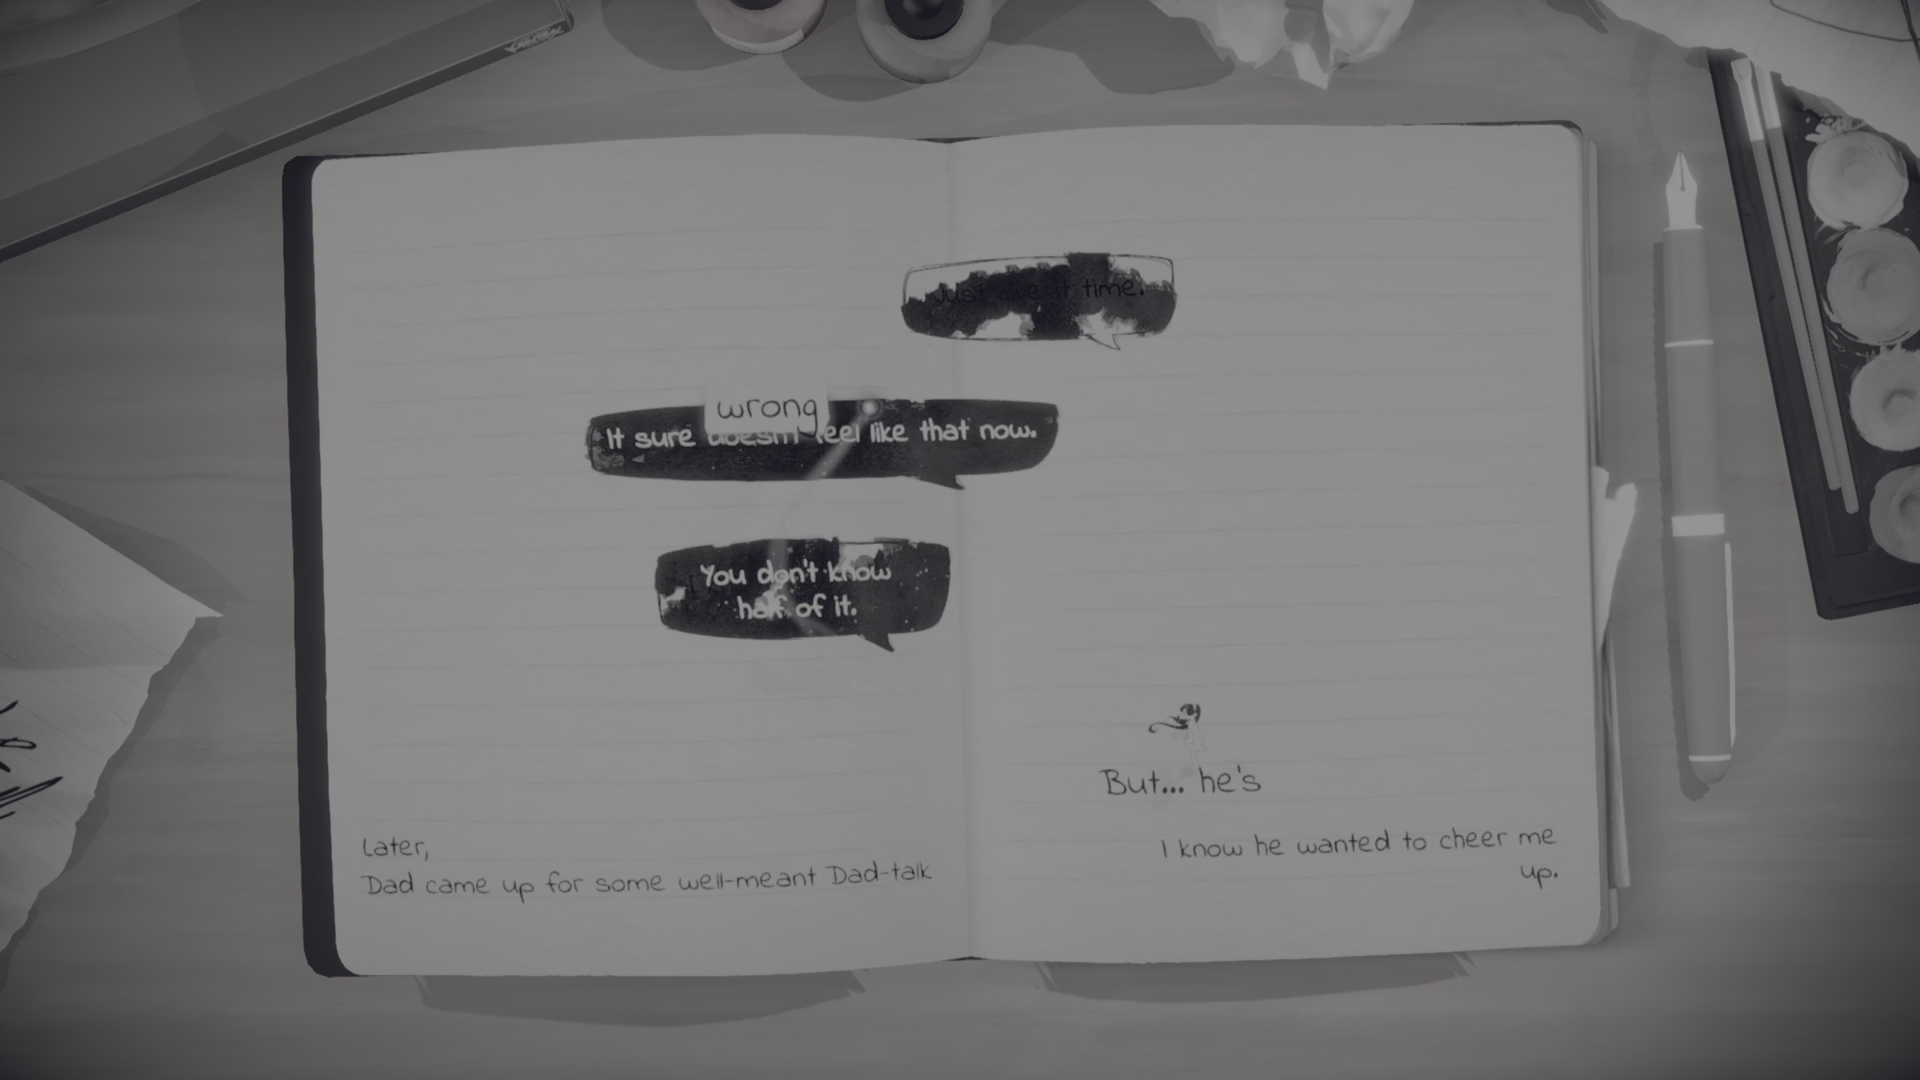 Just give it time.
wrong
It sure doesn't feel like that now.
You don't know
half of it.
But... he's
Later,
Dad came up for some well-meant Dad-talk
I know he wanted to cheer me
up.